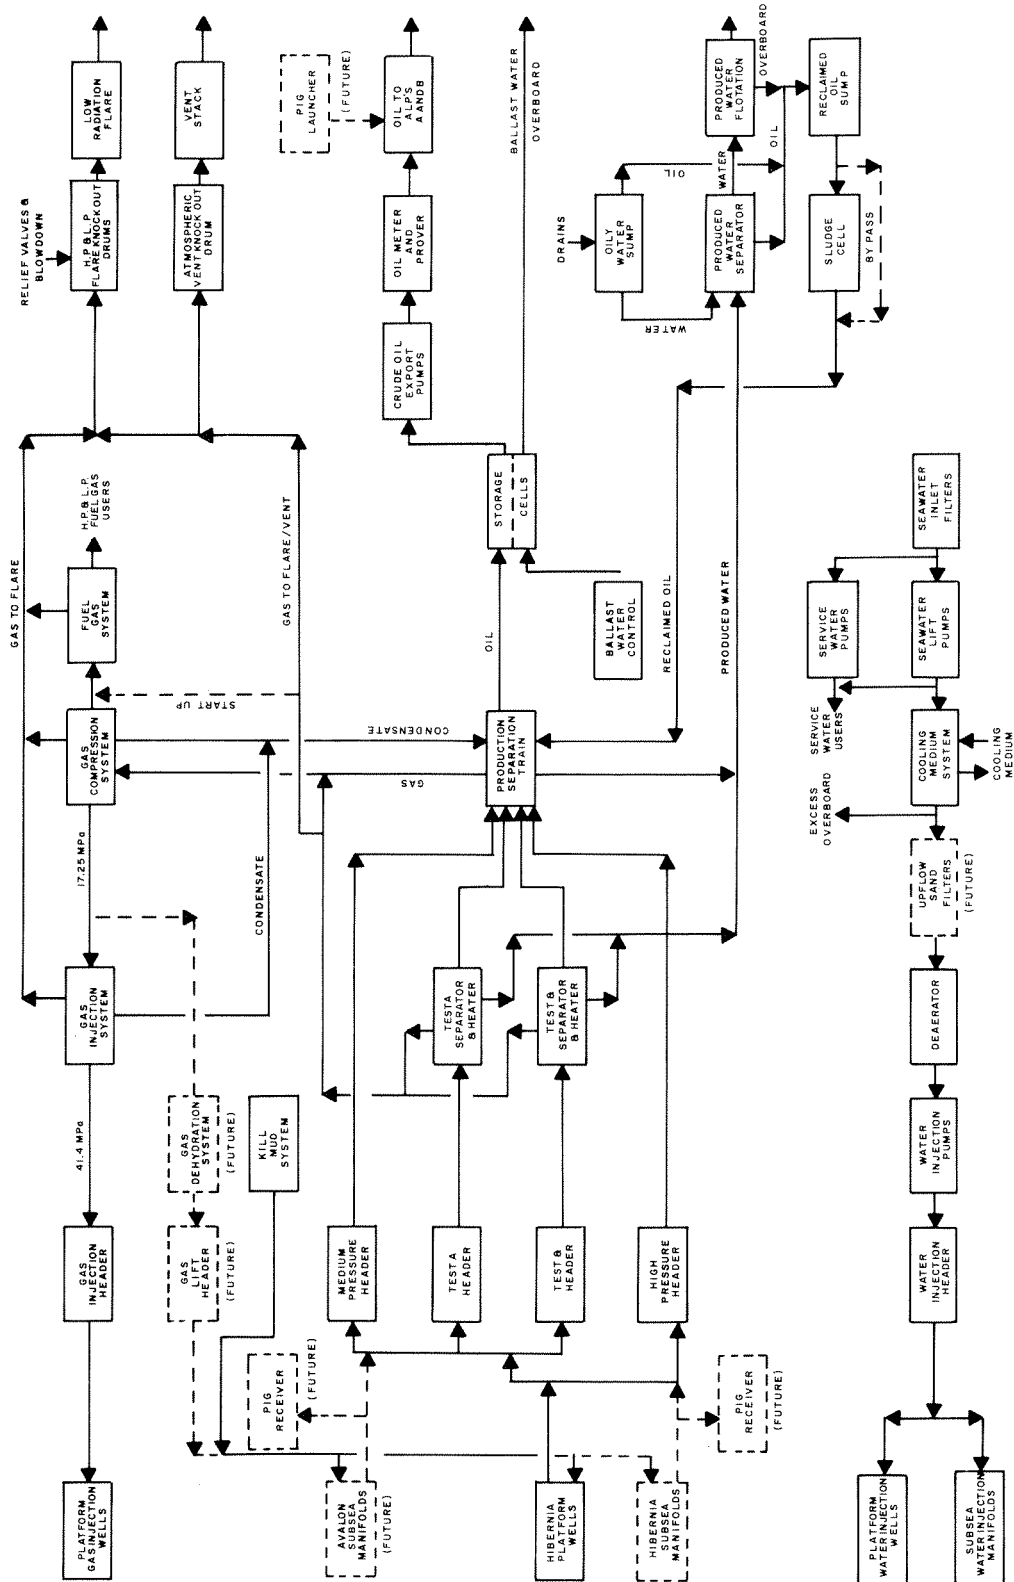 RELIEF VALVES &
BLOWDOWN
H.P. & L.P.
FLARE KNOCKOUT
DRUMS
LOW
RADIATION
FLARE
ATMOSPHERIC
VENT KNOCKOUT
DRUM
VENT
STACK
PIG
LAUNCHER
(FUTURE)
CRUDE OIL
EXPORT
PUMPS
OIL METER
AND
PROVER
OIL TO
ALP'S
A AND B
BALLAST WATER
OVERBOARD
DRAINS
OILY
WATER
SUMP
OIL
WATER
PRODUCED
WATER
SEPARATOR
WATER
PRODUCED
WATER
FLOTATION
OVERBOARD
OIL
RECLAIMED
OIL
SUMP
SLUDGE
CELL
BY PASS
GAS TO FLARE
H.P. & L.P.
FUEL GAS
USERS
FUEL
GAS
SYSTEM
GAS TO FLARE/VENT
START UP
GAS
COMPRESSION
SYSTEM
17.25 MPa
CONDENSATE
CONDENSATE
GAS
OIL
STORAGE
CELLS
BALLAST
WATER
CONTROL
PRODUCTION
SEPARATION
TRAIN
RECLAIMED OIL
PRODUCED WATER
SEAWATER
INLET
FILTERS
SERVICE
WATER
PUMPS
SEAWATER
LIFT
PUMPS
SERVICE
WATER
USERS
COOLING
MEDIUM
SYSTEM
COOLING
MEDIUM
EXCESS
OVERBOARD
UPFLOW
SAND
FILTERS
(FUTURE)
GAS
INJECTION
SYSTEM
41.4 MPa
GAS
DEHYDRATION
SYSTEM
(FUTURE)
KILL
MUD
SYSTEM
TEST A
SEPARATOR
& HEATER
TEST &
SEPARATOR
& HEATER
DEAERATOR
WATER
INJECTION
PUMPS
GAS
INJECTION
HEADER
GAS
LIFT
HEADER
(FUTURE)
MEDIUM
PRESSURE
HEADER
TEST A
HEADER
TEST &
HEADER
HIGH
PRESSURE
HEADER
WATER
INJECTION
HEADER
PIG
RECEIVER
(FUTURE)
PIG
RECEIVER
(FUTURE)
PLATFORM
GAS INJECTION
WELLS
AVALON
SUBSEA
MANIFOLDS
(FUTURE)
HIBERNIA
PLATFORM
WELLS
HIBERNIA
SUBSEA
MANIFOLDS
PLATFORM
WATER INJECTION
WELLS
SUBSEA
WATER INJECTION
MANIFOLDS